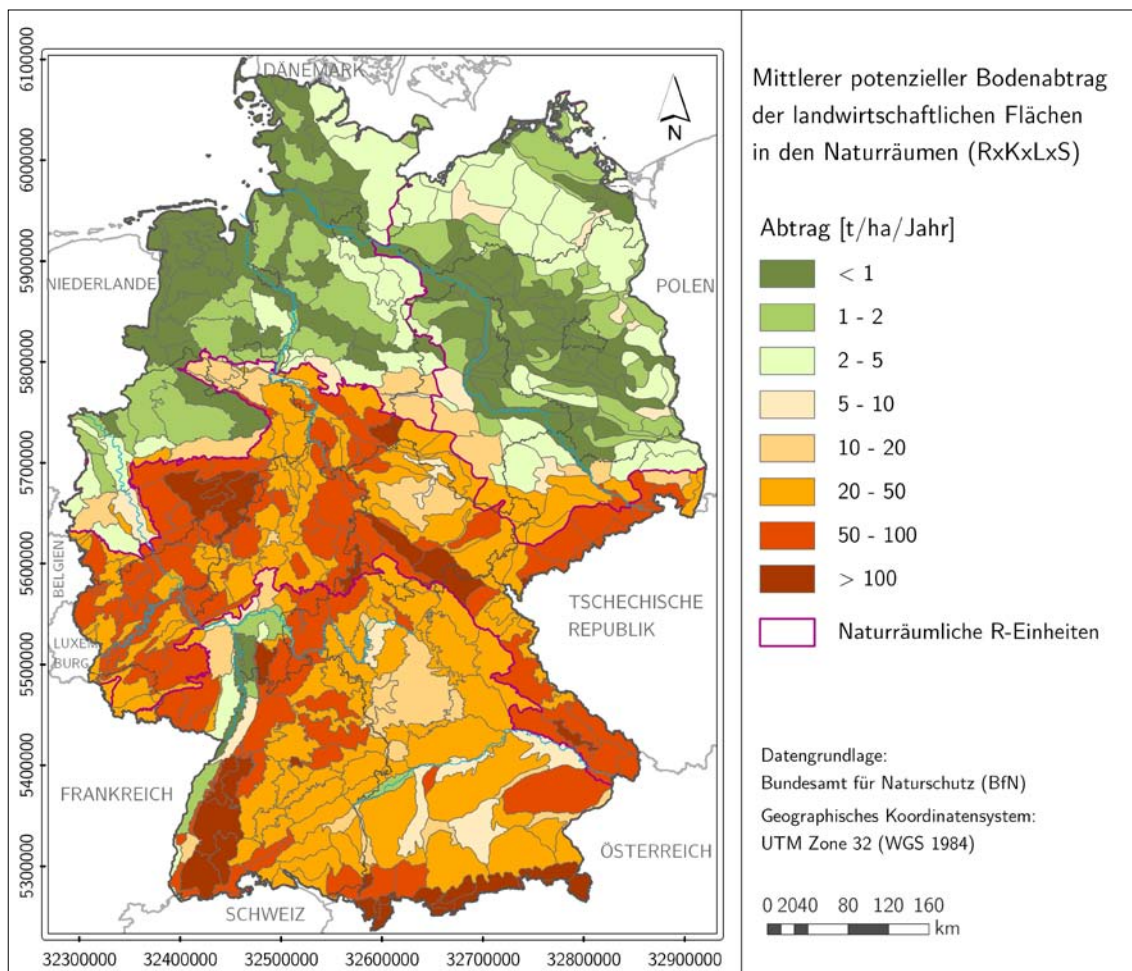 DÄNEMARK
NIEDERLANDE
POLEN
BELGIEN
LUXEM
BURG
TSCHECHISCHE
REPUBLIK
FRANKREICH
ÖSTERREICH
SCHWEIZ
N
6100000
6000000
5900000
5800000
5700000
5600000
5500000
5400000
5300000
32300000 32400000 32500000 32600000 32700000 32800000 32900000
Mittlerer potenzieller Bodenabtrag
der landwirtschaftlichen Flächen
in den Naturräumen (RxKxLxS)
Abtrag [t/ha/Jahr]
< 1
1 - 2
2 - 5
5 - 10
10 - 20
20 - 50
50 - 100
> 100
Naturräumliche R-Einheiten
Datengrundlage:
Bundesamt für Naturschutz (BfN)
Geographisches Koordinatensystem:
UTM Zone 32 (WGS 1984)
0 2040 80 120 160
km